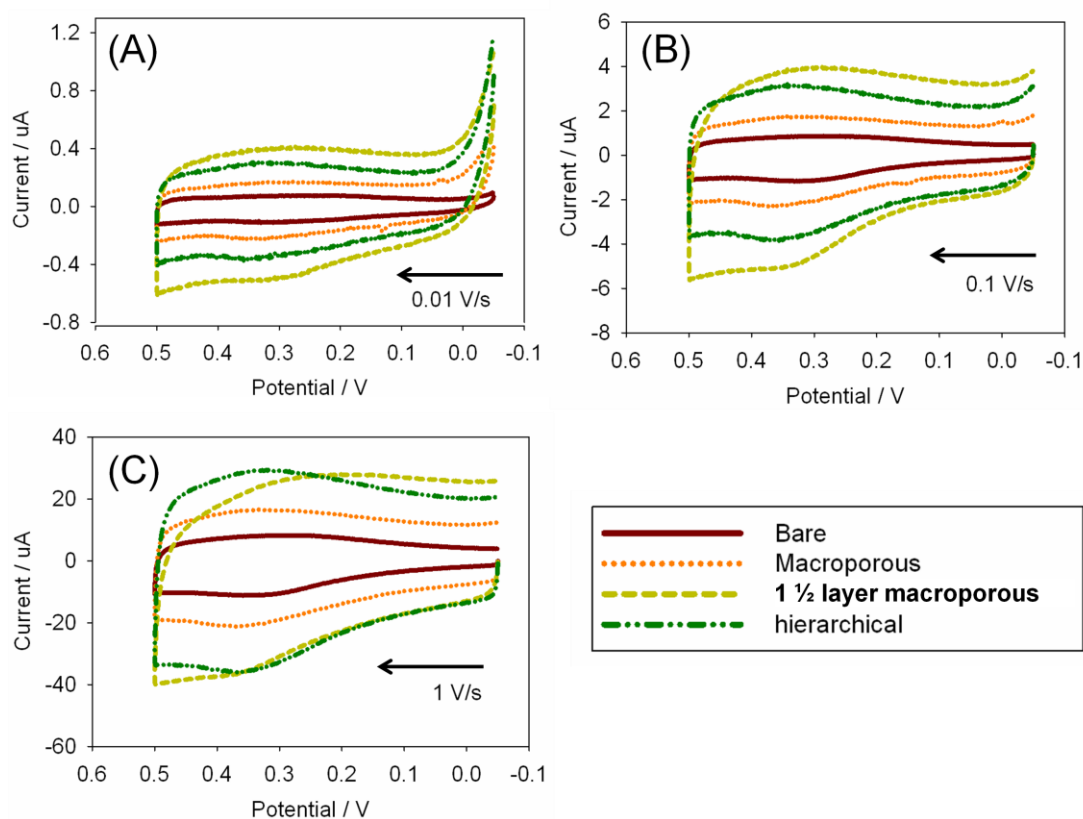 (A)
1.2
0.8
0.4
0.0
-0.4
-0.8
Current / uA
0.01 V/s
0.6 0.5 0.4 0.3 0.2 0.1 0.0 -0.1
Potential / V
(B)
6
4
2
0
-2
-4
-6
-8
Current / uA
0.1 V/s
0.6 0.5 0.4 0.3 0.2 0.1 0.0 -0.1
Potential / V
(C)
40
20
0
-20
-40
-60
Current / uA
1 V/s
0.6 0.5 0.4 0.3 0.2 0.1 0.0 -0.1
Potential / V
Bare
Macroporous
1 ½ layer macroporous
hierarchical